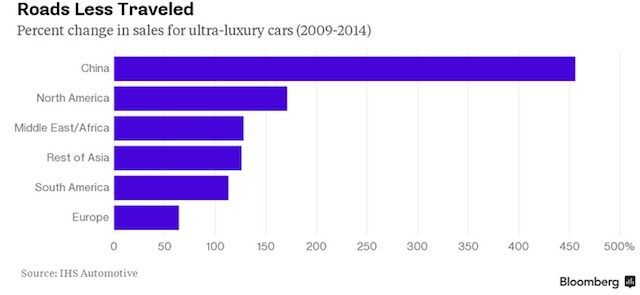 Roads Less Traveled
Percent change in sales for ultra-luxury cars (2009-2014)
China
North America
Middle East/Africa
Rest of Asia
South America
Europe
0 50 100 150 200 250 300 350 400 450 500%
Source: IHS Automotive
Bloomberg